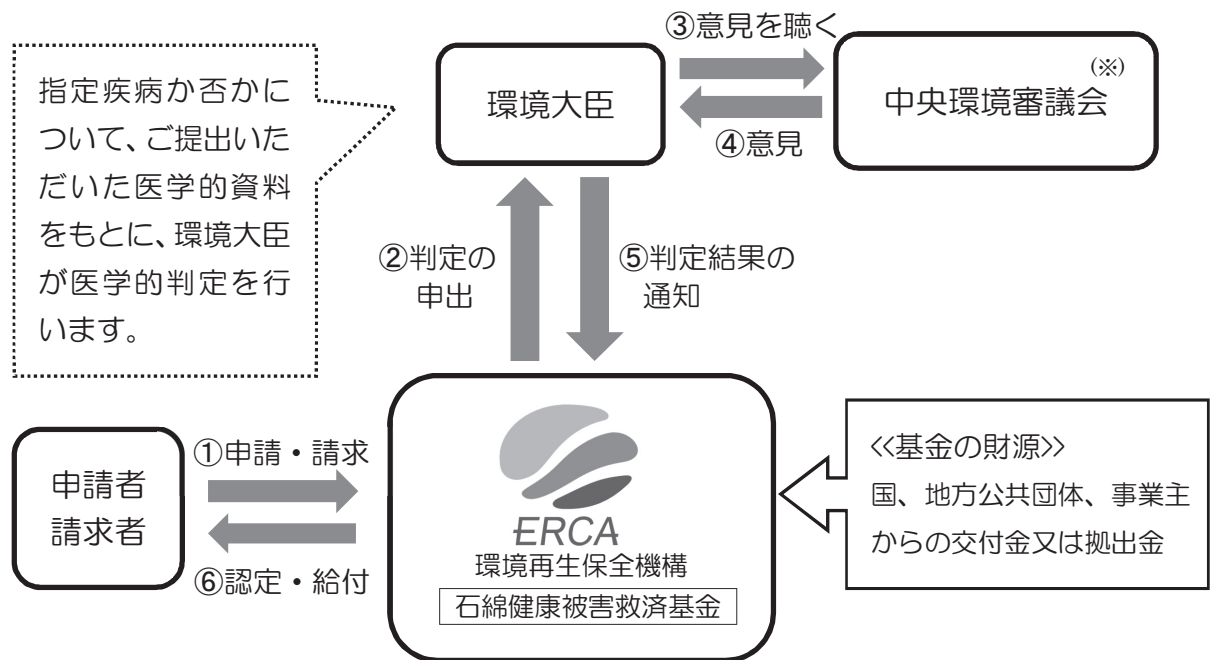 ③意見を聴く
指定疾病か否かに
ついて、ご提出いた
だいた医学的資料
をもとに、環境大臣
が医学的判定を行
います。
環境大臣
中央環境審議会
(※)
④意見
②判定の
申出
⑤判定結果の
通知
申請者
請求者
①申請・請求
⑥認定・給付
ERCA
環境再生保全機構
石綿健康被害救済基金
≪基金の財源≫
国、地方公共団体、事業主
からの交付金又は拠出金